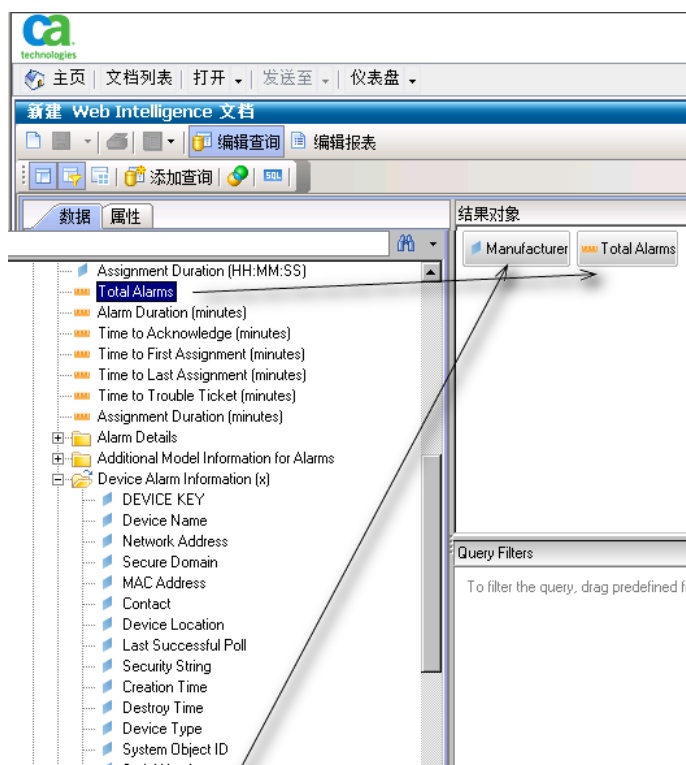 ca
technologies
主页 文档列表 打开 发送至 仪表盘
新建 Web Intelligence 文档
编辑查询 编辑报表
添加查询 SQL
数据 属性
结果对象
Manufacturer Total Alarms
Assignment Duration (HH:MM:SS)
Total Alarms
Alarm Duration (minutes)
Time to Acknowledge (minutes)
Time to First Assignment (minutes)
Time to Last Assignment (minutes)
Time to Trouble Ticket (minutes)
Assignment Duration (minutes)
Alarm Details
Additional Model Information for Alarms
Device Alarm Information (x)
DEVICE KEY
Device Name
Network Address
Secure Domain
MAC Address
Contact
Device Location
Last Successful Poll
Security String
Creation Time
Destroy Time
Device Type
System Object ID
Query Filters
To filter the query, drag predefined